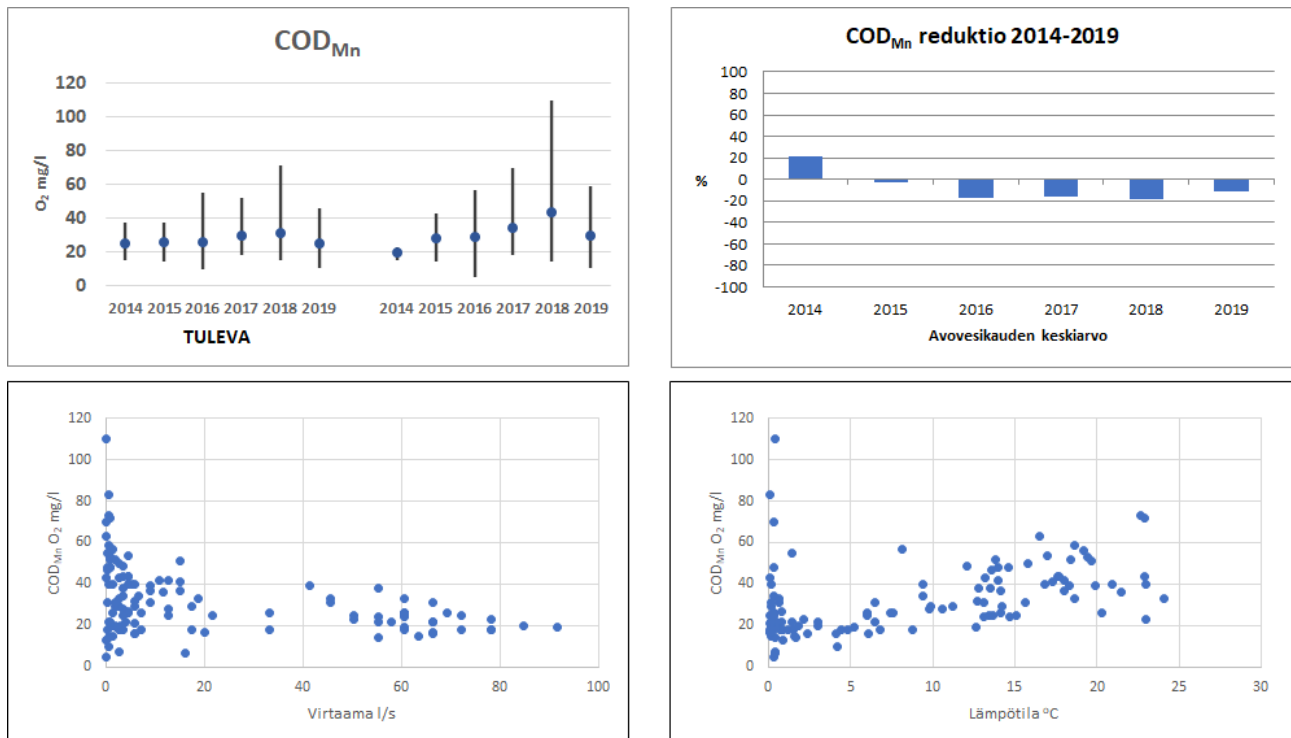 COD_Mn
O₂ mg/l
120
100
80
60
40
20
0
2014 2015 2016 2017 2018 2019 2014 2015 2016 2017 2018 2019
TULEVA
COD_Mn reduktio 2014-2019
%
100
80
60
40
20
0
-20
-40
-60
-80
-100
2014 2015 2016 2017 2018 2019
Avovesikauden keskiarvo
COD_Mn O₂ mg/l
120
100
80
60
40
20
0
0 20 40 60 80 100
Virtaama l/s
COD_Mn O₂ mg/l
120
100
80
60
40
20
0
0 5 10 15 20 25 30
Lämpötila °C